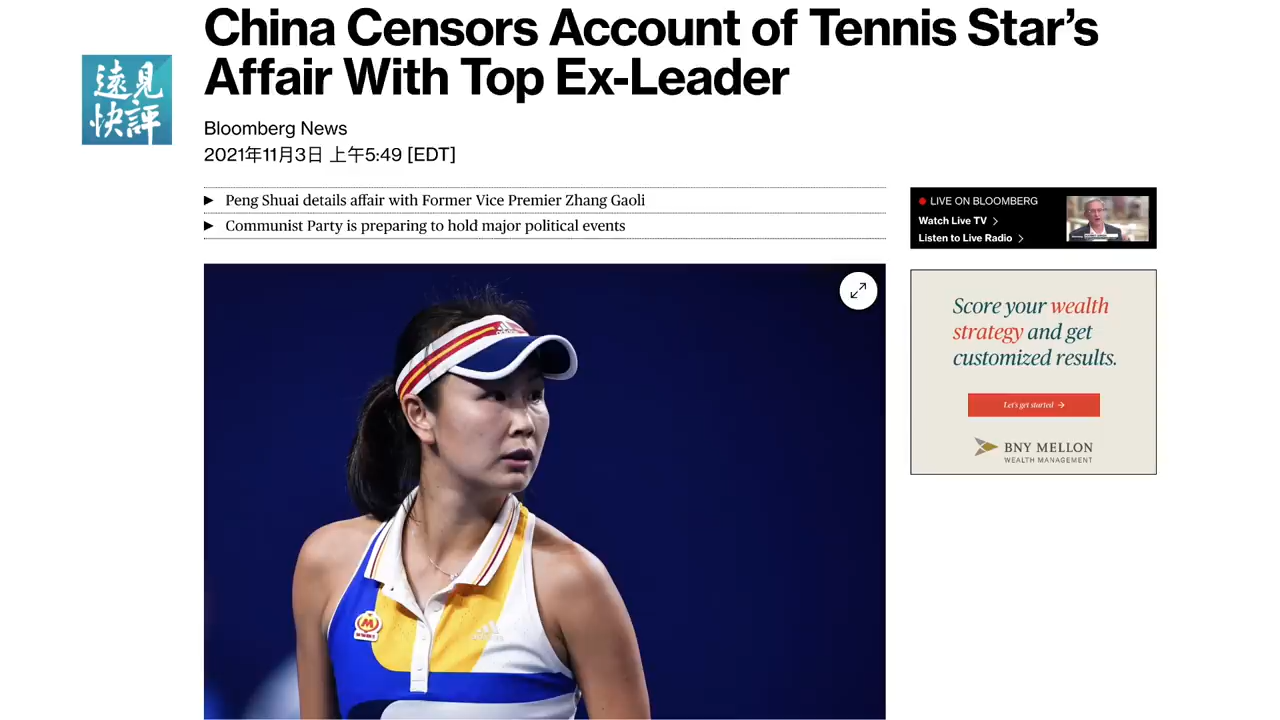 China Censors Account of Tennis Star's
Affair With Top Ex-Leader
遠見
快評
Bloomberg News
2021年11月3日 上午5:49 [EDT]
▶ Peng Shuai details affair with Former Vice Premier Zhang Gaoli
▶ Communist Party is preparing to hold major political events
LIVE ON BLOOMBERG
Watch Live TV >
Listen to Live Radio >
Score your wealth
strategy and get
customized results.
Let's get started →
BNY MELLON
WEALTH MANAGEMENT
adidas
M